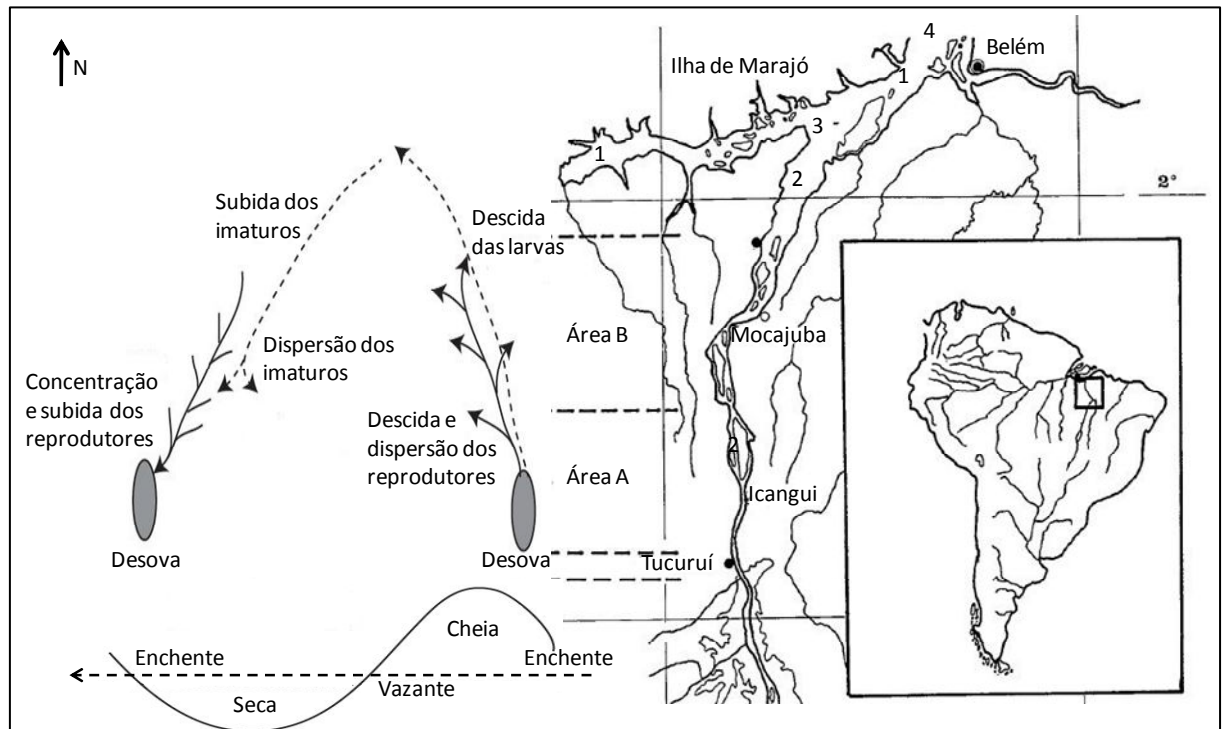 N
Subida dos
imaturos
Descida
das larvas
Dispersão dos
imaturos
Concentração
e subida dos
reprodutores
Descida e
dispersão dos
reprodutores
Desova
Desova
Cheia
Enchente
Enchente
Vazante
Seca
4
Belém
Ilha de Marajó
1
3
1
2
2°
Área B
Mocajuba
2
Área A
Icangui
Tucuruí